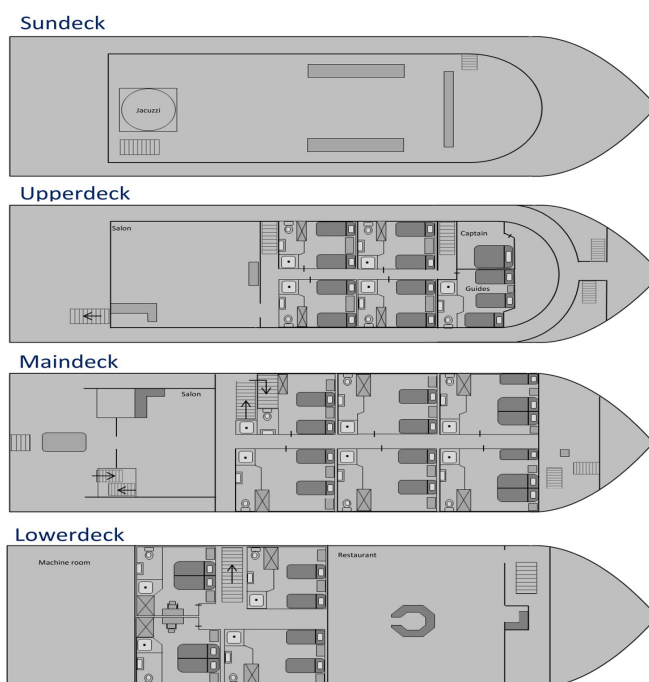 Sundeck
Jacuzzi
Upperdeck
Salon
Captain
Guides
Maindeck
Salon
Lowerdeck
Machine room
Restaurant